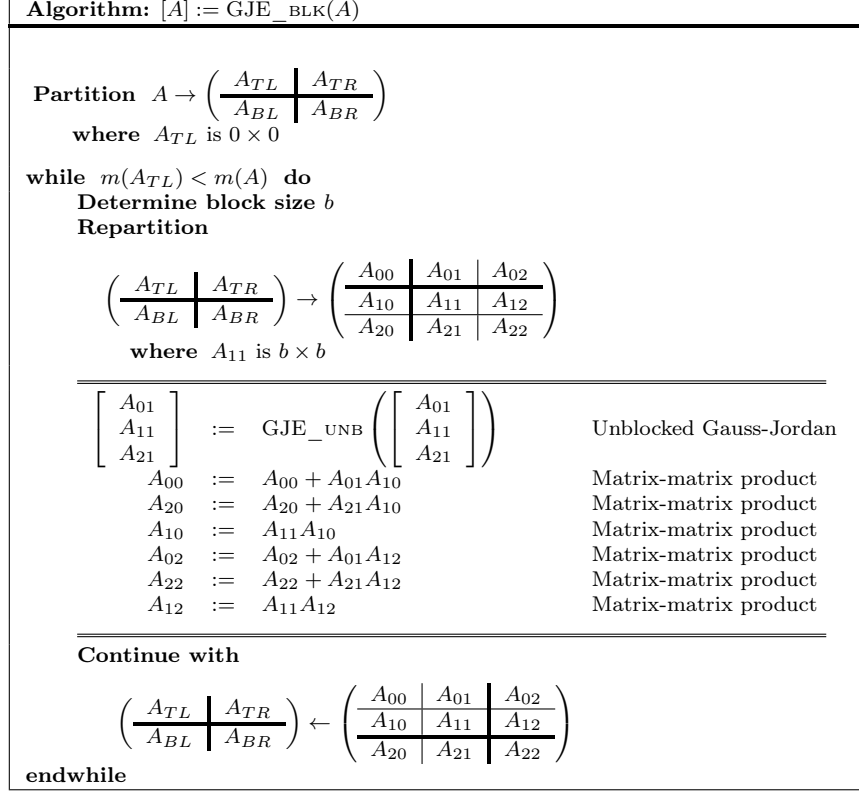 Algorithm: [A] := GJE_BLK(A)
Partition A → ( A_TL | A_TR
A_BL | A_BR )
where A_TL is 0 × 0
while m(A_TL) < m(A) do
Determine block size b
Repartition
( A_TL | A_TR
A_BL | A_BR ) → ( A_00 | A_01 | A_02
A_10 | A_11 | A_12
A_20 | A_21 | A_22 )
where A_11 is b × b
[ A_01
A_11
A_21 ] := GJE_UNB ( [ A_01
A_11
A_21 ] ) Unblocked Gauss-Jordan
A_00 := A_00 + A_01 A_10 Matrix-matrix product
A_20 := A_20 + A_21 A_10 Matrix-matrix product
A_10 := A_11 A_10 Matrix-matrix product
A_02 := A_02 + A_01 A_12 Matrix-matrix product
A_22 := A_22 + A_21 A_12 Matrix-matrix product
A_12 := A_11 A_12 Matrix-matrix product
Continue with
( A_TL | A_TR
A_BL | A_BR ) ← ( A_00 | A_01 | A_02
A_10 | A_11 | A_12
A_20 | A_21 | A_22 )
endwhile